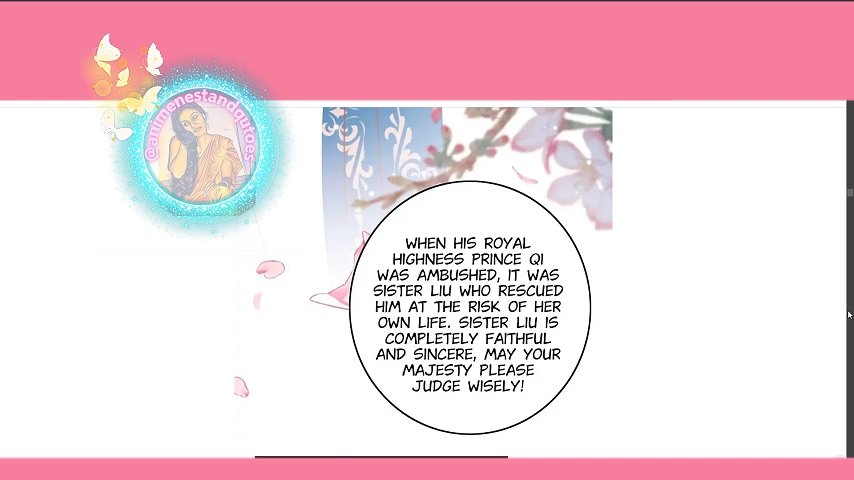 @animenestandqutoes
WHEN HIS ROYAL
HIGHNESS PRINCE QI
WAS AMBUSHED, IT WAS
SISTER LIU WHO RESCUED
HIM AT THE RISK OF HER
OWN LIFE. SISTER LIU IS
COMPLETELY FAITHFUL
AND SINCERE, MAY YOUR
MAJESTY PLEASE
JUDGE WISELY!